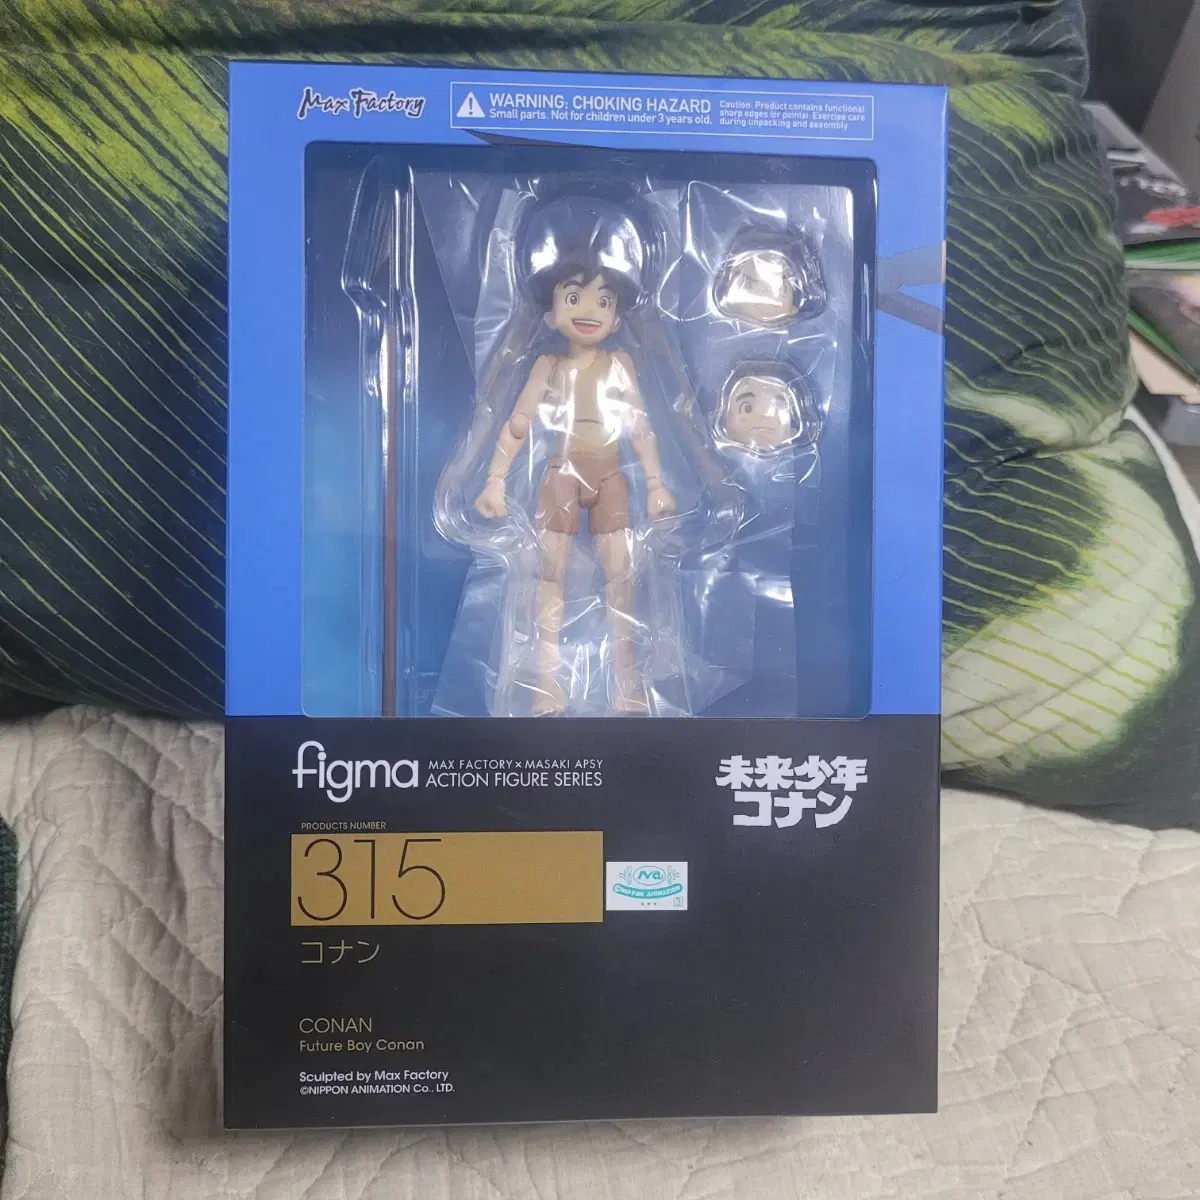 Max Factory
WARNING: CHOKING HAZARD
Small parts. Not for children under 3 years old.
Caution: Product contains functional
sharp edges (or points). Exercise care
during unpacking and assembly
figma
MAX FACTORY × MASAKI APSY
ACTION FIGURE SERIES
未来少年
コナン
PRODUCTS NUMBER
315
©NIPPON ANIMATION
コナン
CONAN
Future Boy Conan
Sculpted by Max Factory
©NIPPON ANIMATION Co., LTD.